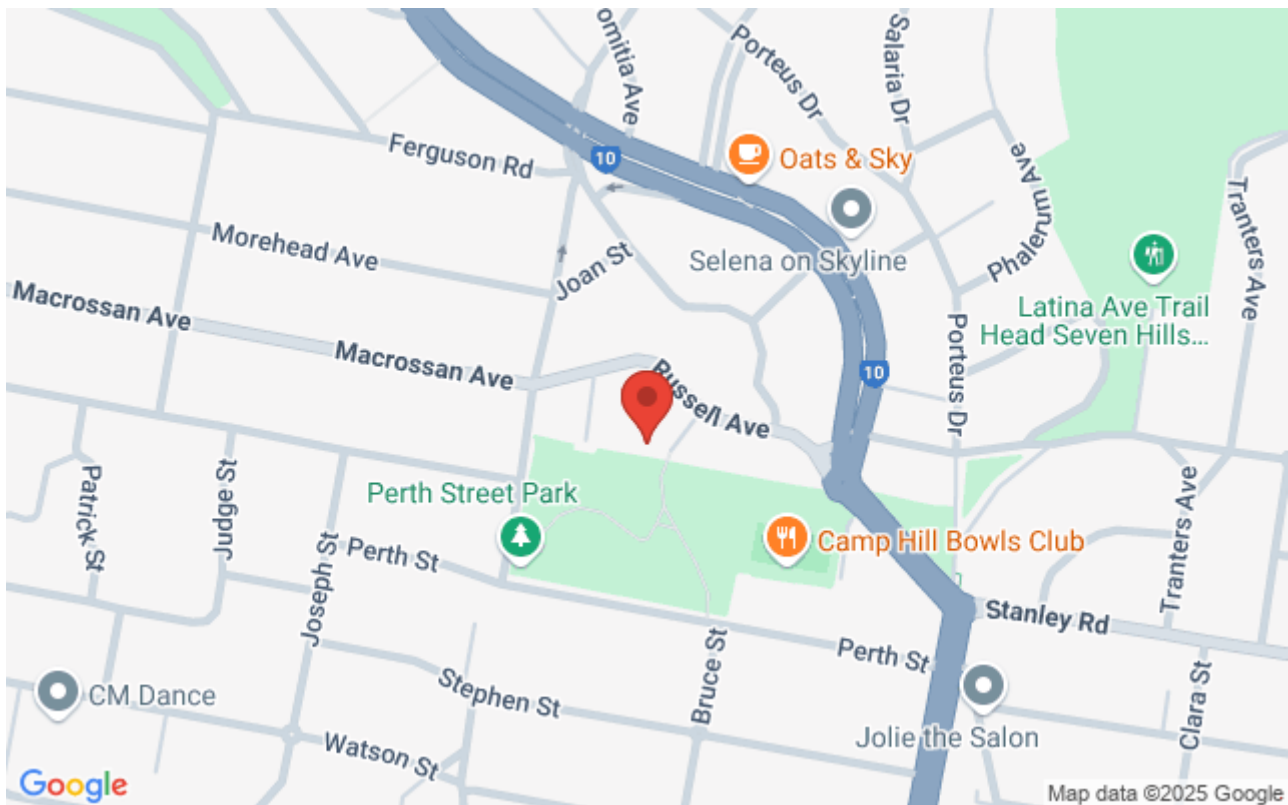 omitia Ave
Porteus Dr
Salaria Dr
Ferguson Rd
10
Oats & Sky
Phalerum Ave
Tranters Ave
Morehead Ave
Joan St
Selena on Skyline
Latina Ave Trail
Head Seven Hills...
Macrossan Ave
Macrossan Ave
Russell Ave
10
Porteus Dr
Patrick St
Judge St
Joseph St
Perth Street Park
Perth St
Camp Hill Bowls Club
Tranters Ave
Stanley Rd
Bruce St
Perth St
Clara St
CM Dance
Stephen St
Watson St
Jolie the Salon
Google
Map data ©2025 Google